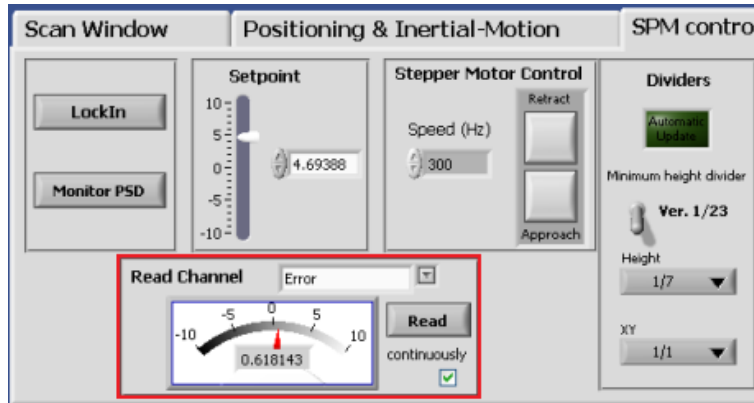 Scan Window
Positioning & Inertial-Motion
SPM contro
LockIn
Monitor PSD
Setpoint
10
5
0
-5
-10
4.69388
Stepper Motor Control
Speed (Hz)
300
Retract
Approach
Dividers
Automatic
Update
Minimum height divider
Ver. 1/23
Height
1/7
XY
1/1
Read Channel
Error
-10
-5
0
5
10
0.618143
Read
continuously